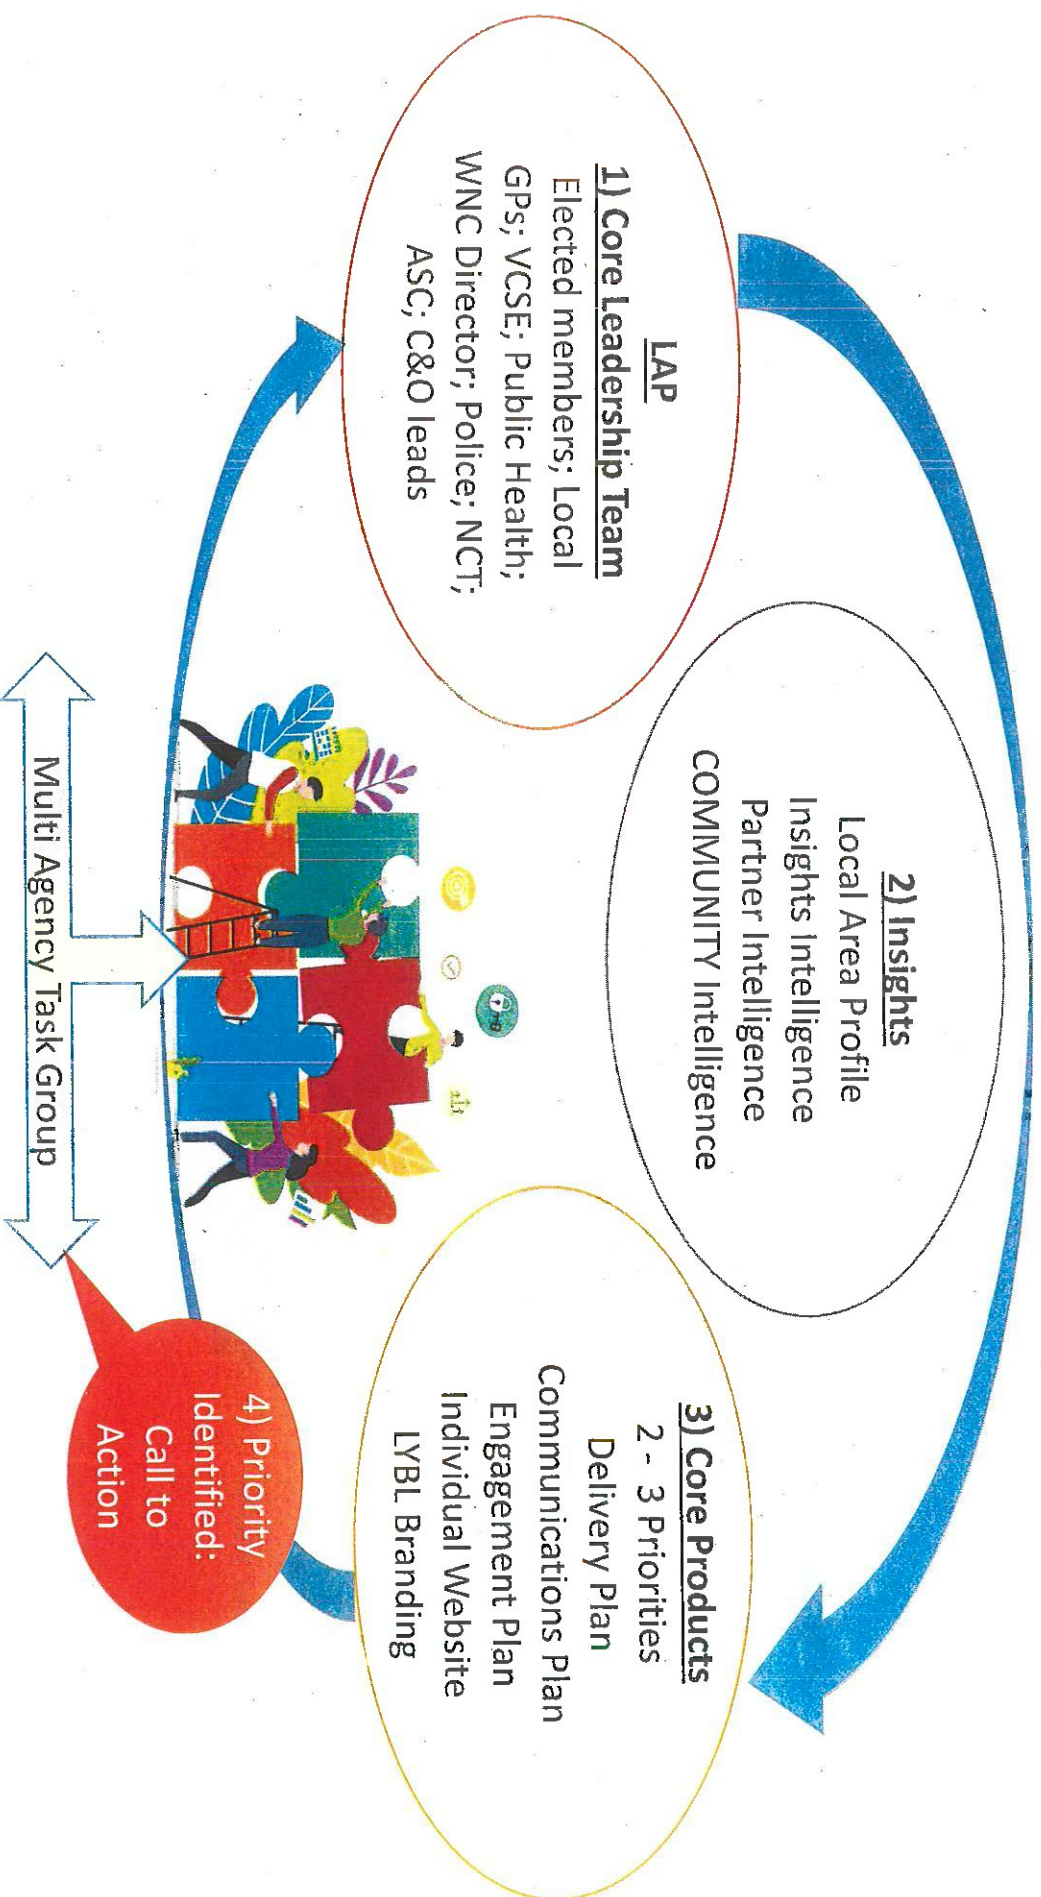 LAP
1) Core Leadership Team
Elected members; Local
GPs; VCSE; Public Health;
WNC Director; Police; NCT;
ASC; C&O leads
2) Insights
Local Area Profile
Insights Intelligence
Partner Intelligence
COMMUNITY Intelligence
3) Core Products
2 - 3 Priorities
Delivery Plan
Communications Plan
Engagement Plan
Individual Website
LYBL Branding
4) Priority
Identified:
Call to
Action
Multi Agency Task Group